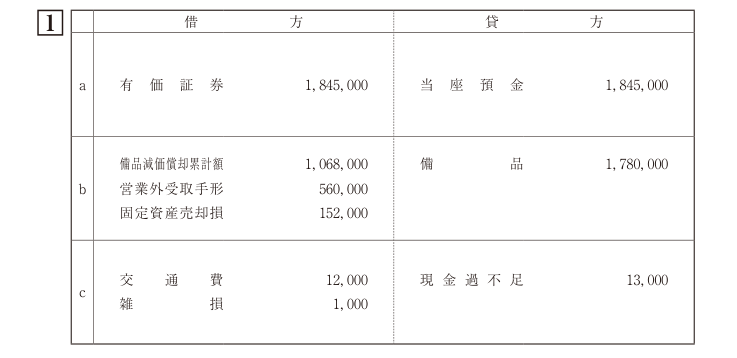 1
借 方 貸 方
a 有価証券 1,845,000 当座預金 1,845,000
b 備品減価償却累計額 1,068,000 備品 1,780,000
営業外受取手形 560,000
固定資産売却損 152,000
c 交通費 12,000 現金過不足 13,000
雑損 1,000